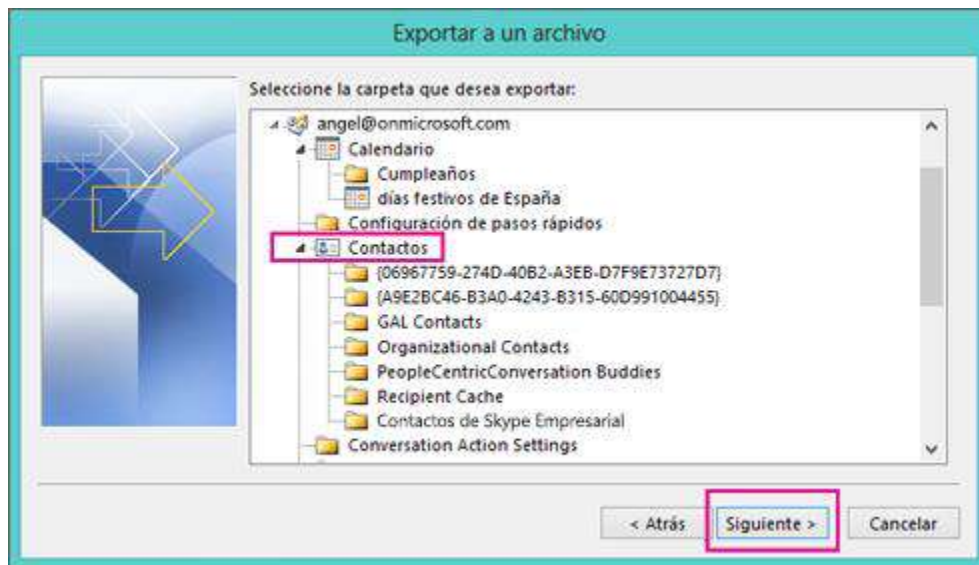 Exportar a un archivo
Seleccione la carpeta que desea exportar:
angel@onmicrosoft.com
Calendario
Cumpleaños
días festivos de España
Configuración de pasos rápidos
Contactos
{06967759-274D-40B2-A3EB-D7F9E73727D7}
{A9E2BC46-B3A0-4243-B315-60D991004455}
GAL Contacts
Organizational Contacts
PeopleCentricConversation Buddies
Recipient Cache
Contactos de Skype Empresarial
Conversation Action Settings
< Atrás Siguiente > Cancelar